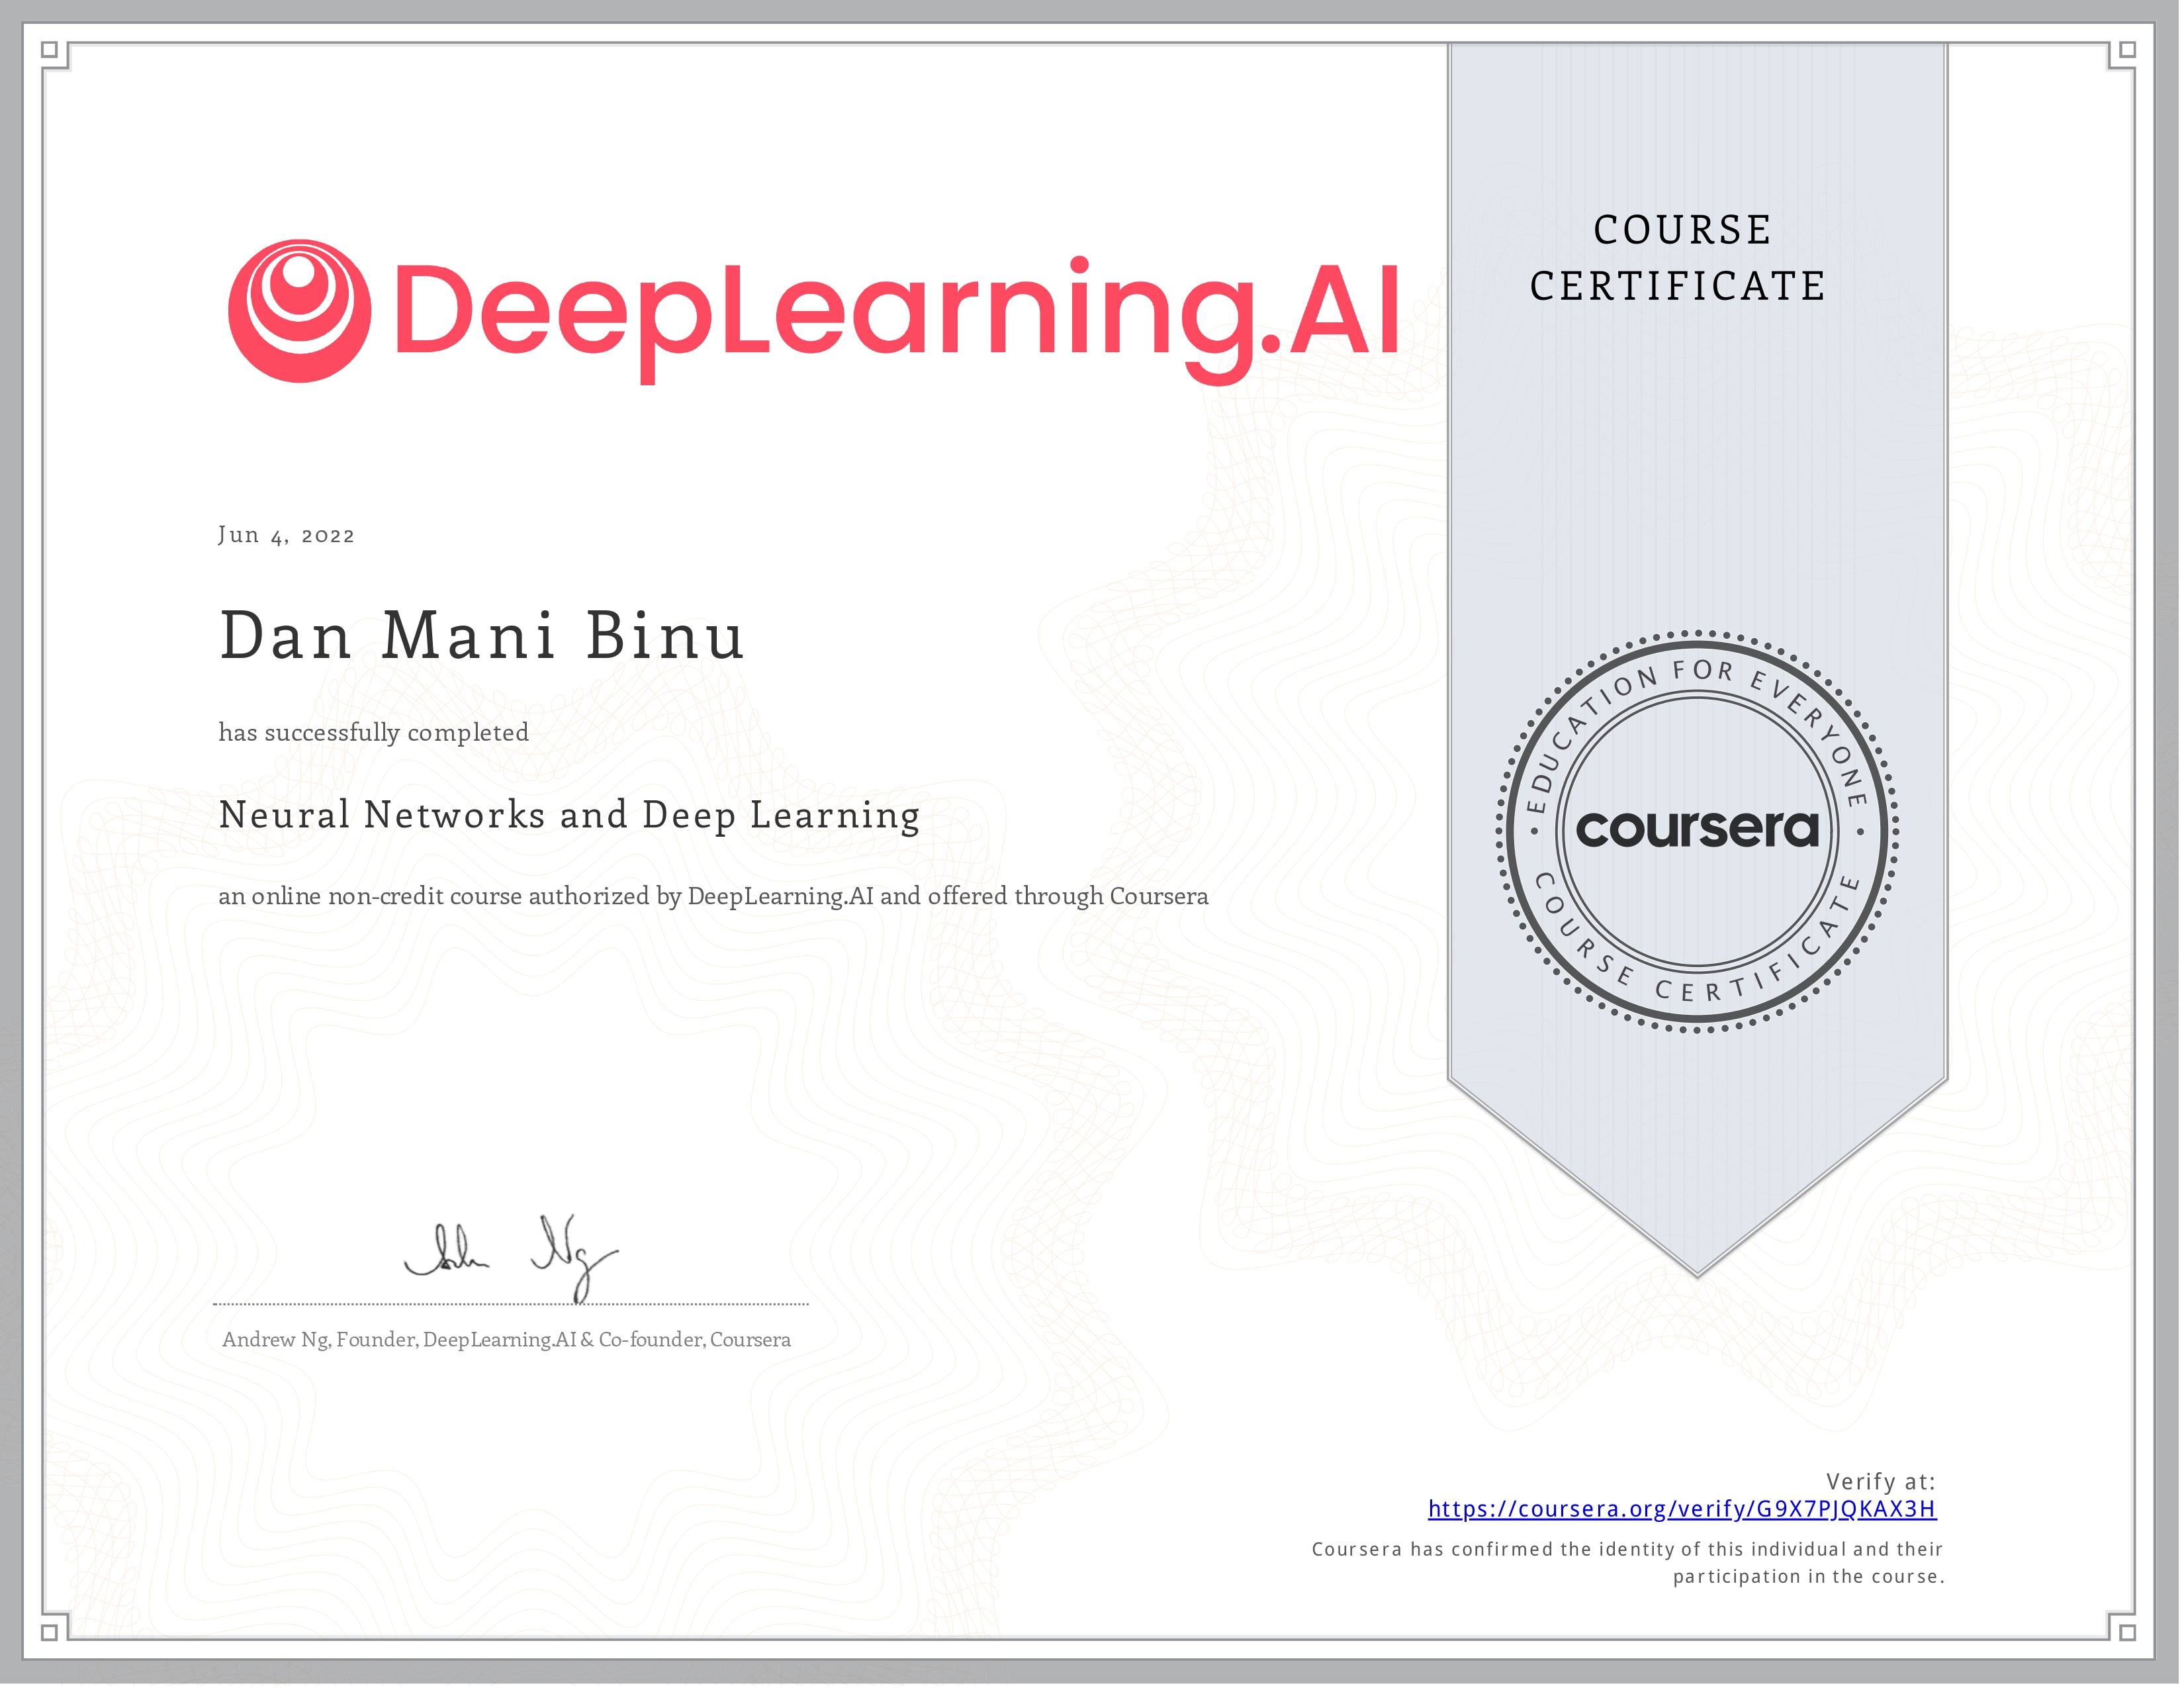 DeepLearning.AI
COURSE
CERTIFICATE
Jun 4, 2022
Dan Mani Binu
has successfully completed
Neural Networks and Deep Learning
an online non-credit course authorized by DeepLearning.AI and offered through Coursera
EDUCATION FOR EVERYONE
coursera
COURSE CERTIFICATE
Andrew Ng, Founder, DeepLearning.AI & Co-founder, Coursera
Verify at:
https://coursera.org/verify/G9X7PJQKAX3H
Coursera has confirmed the identity of this individual and their
participation in the course.